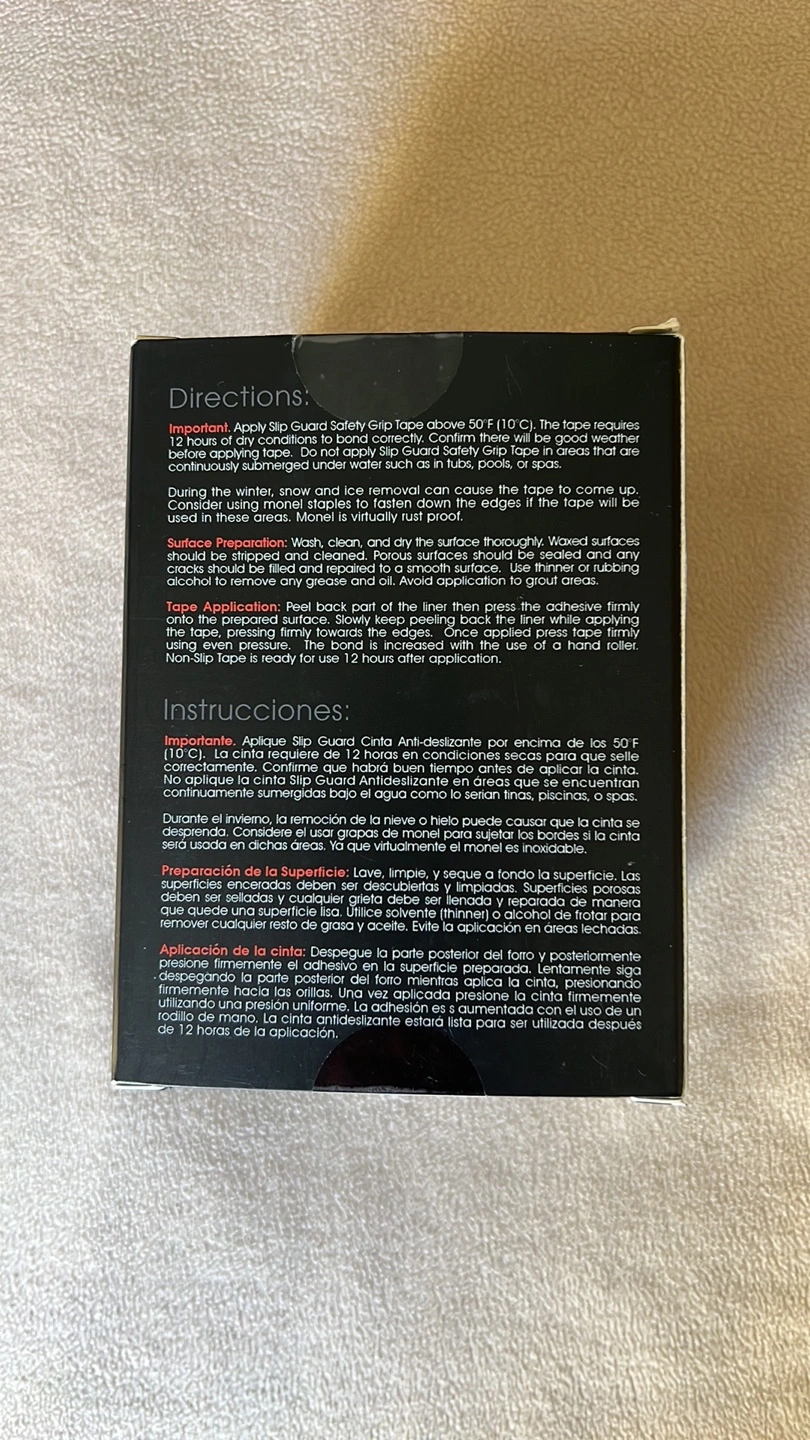 Directions:
Important. Apply Slip Guard Safety Grip Tape above 50°F (10°C). The tape requires
12 hours of dry conditions to bond correctly. Confirm there will be good weather
before applying tape. Do not apply Slip Guard Safety Grip Tape in areas that are
continuously submerged under water such as in tubs, pools, or spas.
During the winter, snow and ice removal can cause the tape to come up.
Consider using monel staples to fasten down the edges if the tape will be
used in these areas. Monel is virtually rust proof.
Surface Preparation: Wash, clean, and dry the surface thoroughly. Waxed surfaces
should be stripped and cleaned. Porous surfaces should be sealed and any
cracks should be filled and repaired to a smooth surface. Use thinner or rubbing
alcohol to remove any grease and oil. Avoid application to grout areas.
Tape Application: Peel back part of the liner then press the adhesive firmly
onto the prepared surface. Slowly keep peeling back the liner while applying
the tape, pressing firmly towards the edges. Once applied press tape firmly
using even pressure. The bond is increased with the use of a hand roller.
Non-Slip Tape is ready for use 12 hours after application.
Instrucciones:
Importante. Aplique Slip Guard Cinta Anti-deslizante por encima de los 50°F
(10°C). La cinta requiere de 12 horas en condiciones secas para que selle
correctamente. Confirme que habrá buen tiempo antes de aplicar la cinta.
No aplique la cinta Slip Guard Antideslizante en áreas que se encuentran
continuamente sumergidas bajo el agua como lo serian tinas, piscinas, o spas.
Durante el invierno, la remoción de la nieve o hielo puede causar que la cinta se
desprenda. Considere el usar grapas de monel para sujetar los bordes si la cinta
será usada en dichas áreas. Ya que virtualmente el monel es inoxidable.
Preparación de la Superficie: Lave, limpie, y seque a fondo la superficie. Las
superficies enceradas deben ser descubiertas y limpiadas. Superficies porosas
deben ser selladas y cualquier grieta debe ser llenada y reparada de manera
que quede una superficie lisa. Utilice solvente (thinner) o alcohol de frotar para
remover cualquier resto de grasa y aceite. Evite la aplicación en áreas lechadas.
Aplicación de la cinta: Despegue la parte posterior del forro y posteriormente
presione firmemente el adhesivo en la superficie preparada. Lentamente siga
despegando la parte posterior del forro mientras aplica la cinta, presionando
firmemente hacia las orillas. Una vez aplicada presione la cinta firmemente
utilizando una presión uniforme. La adhesión es s aumentada con el uso de un
rodillo de mano. La cinta antideslizante estará lista para ser utilizada después
de 12 horas de la aplicación.